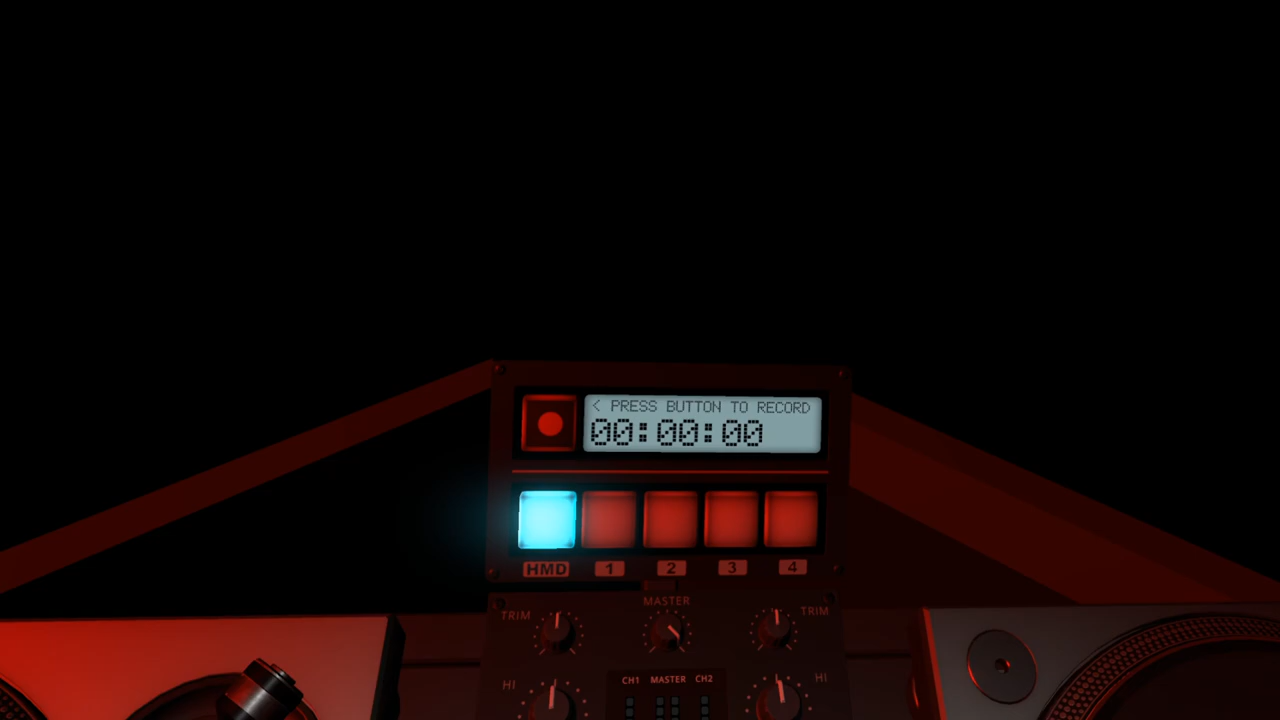 < PRESS BUTTON TO RECORD
00:00:00
HMD 1 2 3 4
MASTER
TRIM TRIM
CH1 MASTER CH2
HI HI